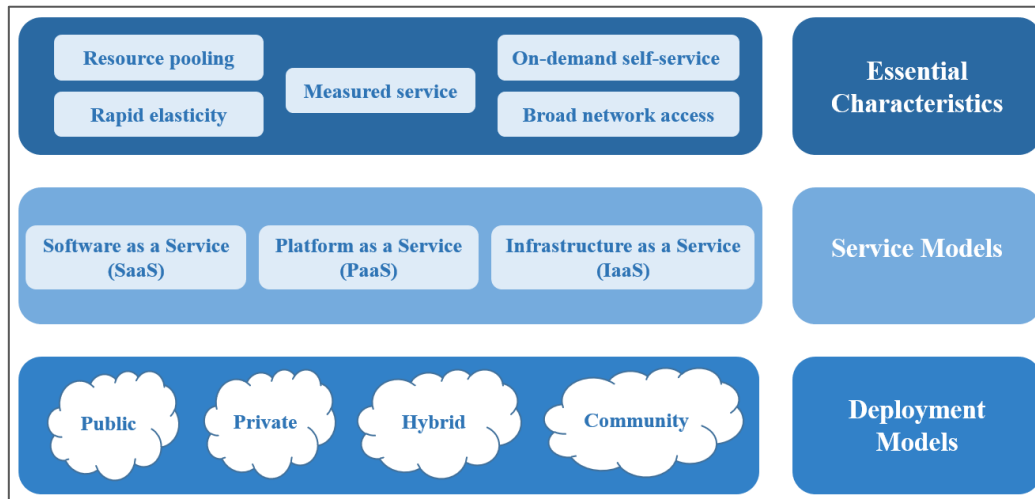 Resource pooling
Rapid elasticity
Measured service
On-demand self-service
Broad network access
Essential
Characteristics
Software as a Service
(SaaS)
Platform as a Service
(PaaS)
Infrastructure as a Service
(IaaS)
Service Models
Public
Private
Hybrid
Community
Deployment
Models